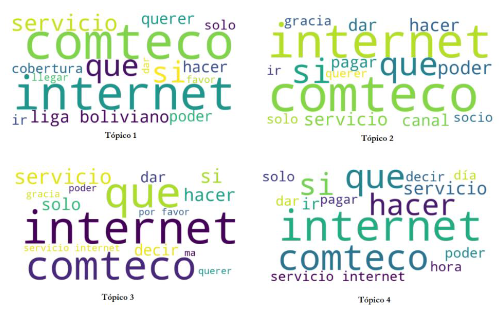 servicio querer solo
comteco
cobertura que dar si hacer
llegar favor
internet
ir liga boliviano poder
Tópico 1
gracia dar hacer
internet
ir si pagar que poder
querer
comteco
solo servicio canal socio
Tópico 2
servicio dar si
gracia poder que hacer
solo por favor
internet
servicio internet decir ma
comteco querer
Tópico 3
solo si que decir día
servicio
dar ir pagar hacer
internet
comteco poder
hora
servicio internet
Tópico 4